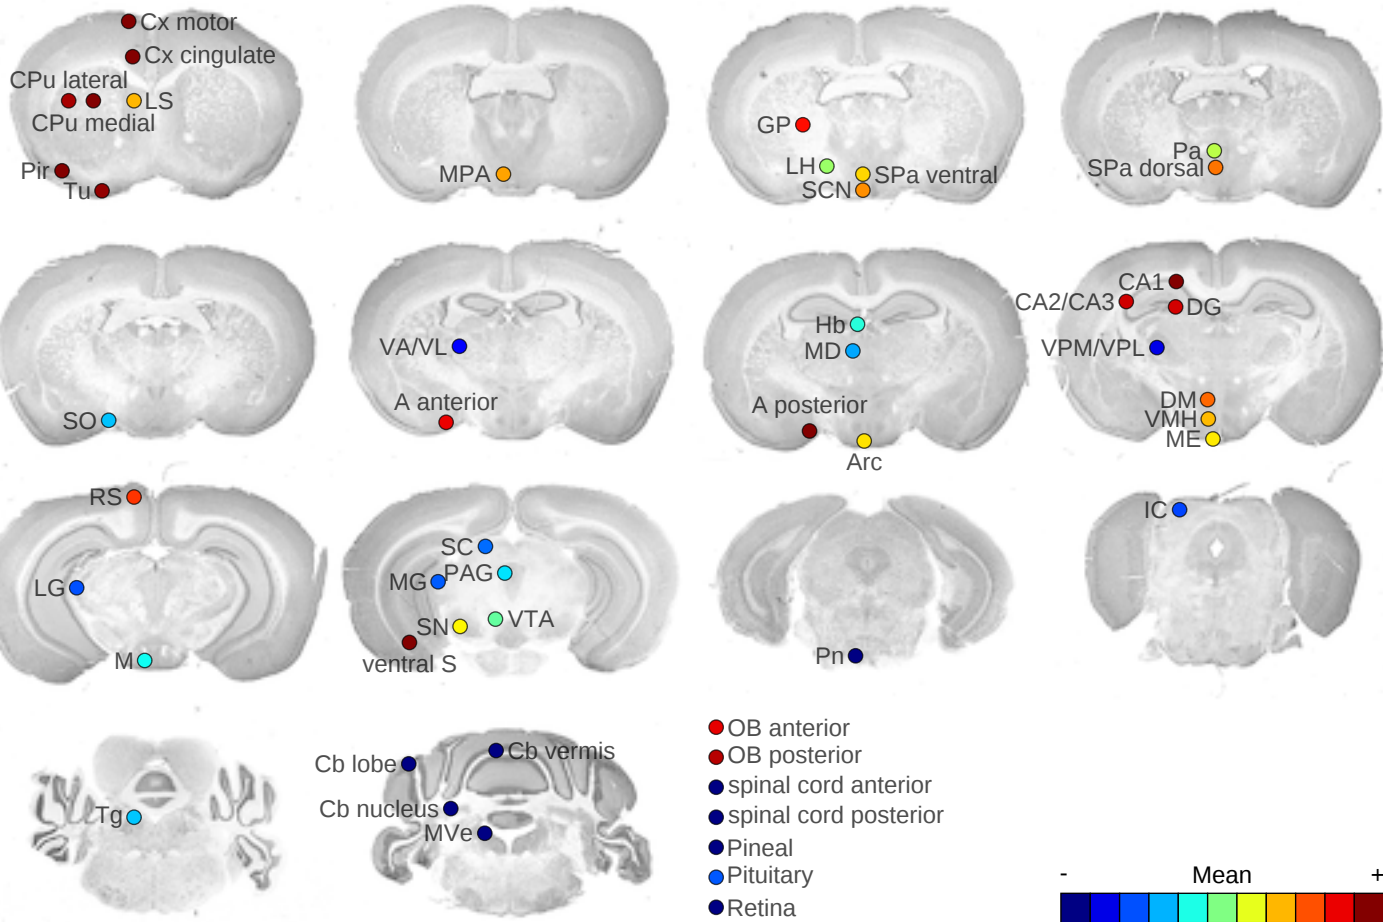 Cx motor
Cx cingulate
CPu lateral
LS
CPu medial
Pir
Tu
MPA
GP
LH
SPa ventral
SCN
Pa
SPa dorsal
SO
VA/VL
A anterior
Hb
MD
A posterior
Arc
CA1
CA2/CA3
DG
VPM/VPL
DM
VMH
ME
RS
LG
M
SC
PAG
MG
SN
VTA
ventral S
Pn
IC
Tg
Cb vermis
Cb lobe
Cb nucleus
MVe
OB anterior
OB posterior
spinal cord anterior
spinal cord posterior
Pineal
Pituitary
Retina
- Mean +